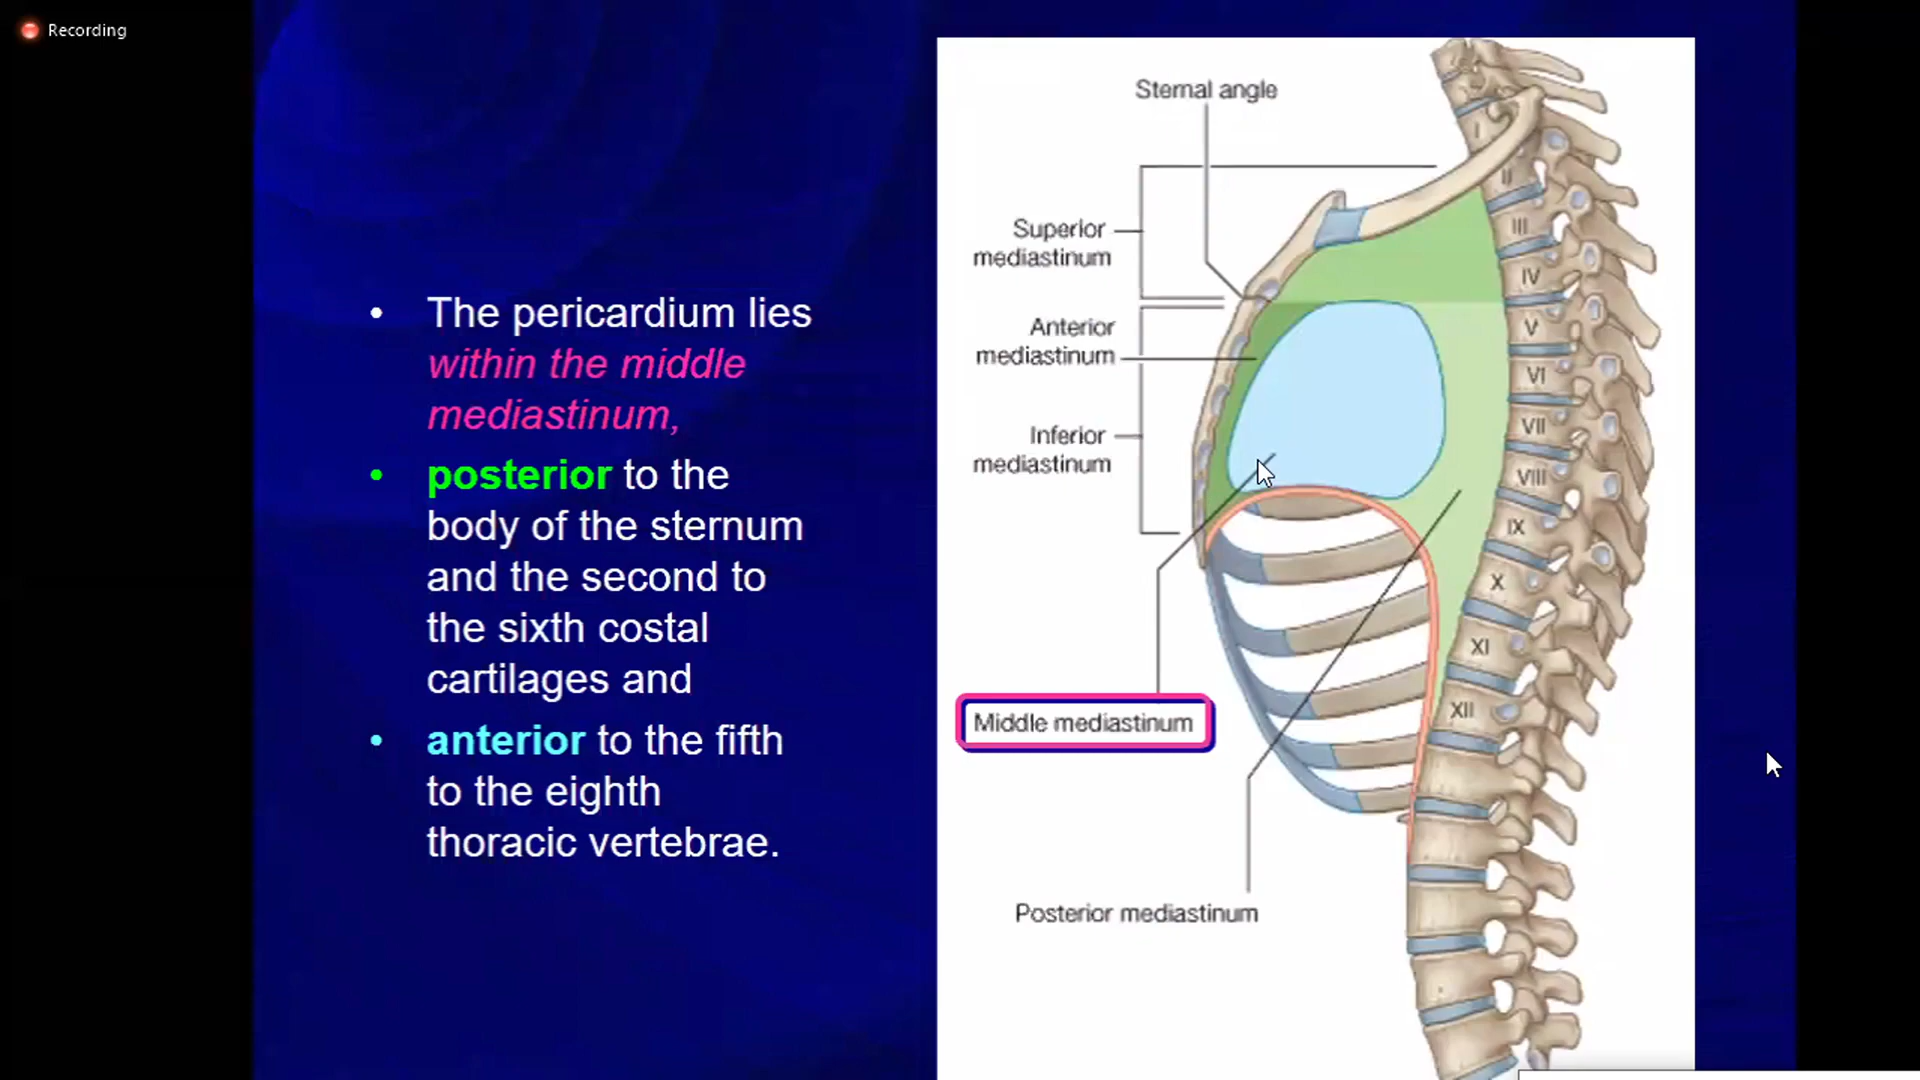 Recording
• The pericardium lies
within the middle
mediastinum,
• posterior to the
body of the sternum
and the second to
the sixth costal
cartilages and
• anterior to the fifth
to the eighth
thoracic vertebrae.
Sternal angle
Superior
mediastinum
Anterior
mediastinum
Inferior
mediastinum
Middle mediastinum
Posterior mediastinum
I
II
III
IV
V
VI
VII
VIII
IX
X
XI
XII